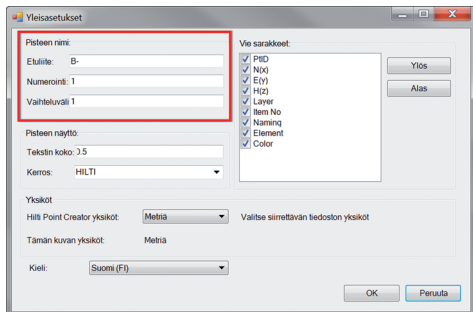 Yleisasetukset
Pisteen nimi:
Etuliite: B-
Numerointi: 1
Vaihteluväli 1
Pisteen näyttö:
Tekstin koko: 0.5
Kerros: HILTI
Vie sarakkeet:
PtID
N(x)
E(y)
H(z)
Layer
Item No
Naming
Element
Color
Ylös
Alas
Yksiköt
Hilti Point Creator yksiköt: Metriä Valitse siirrettävän tiedoston yksiköt
Tämän kuvan yksiköt: Metriä
Kieli: Suomi (FI)
OK Peruuta